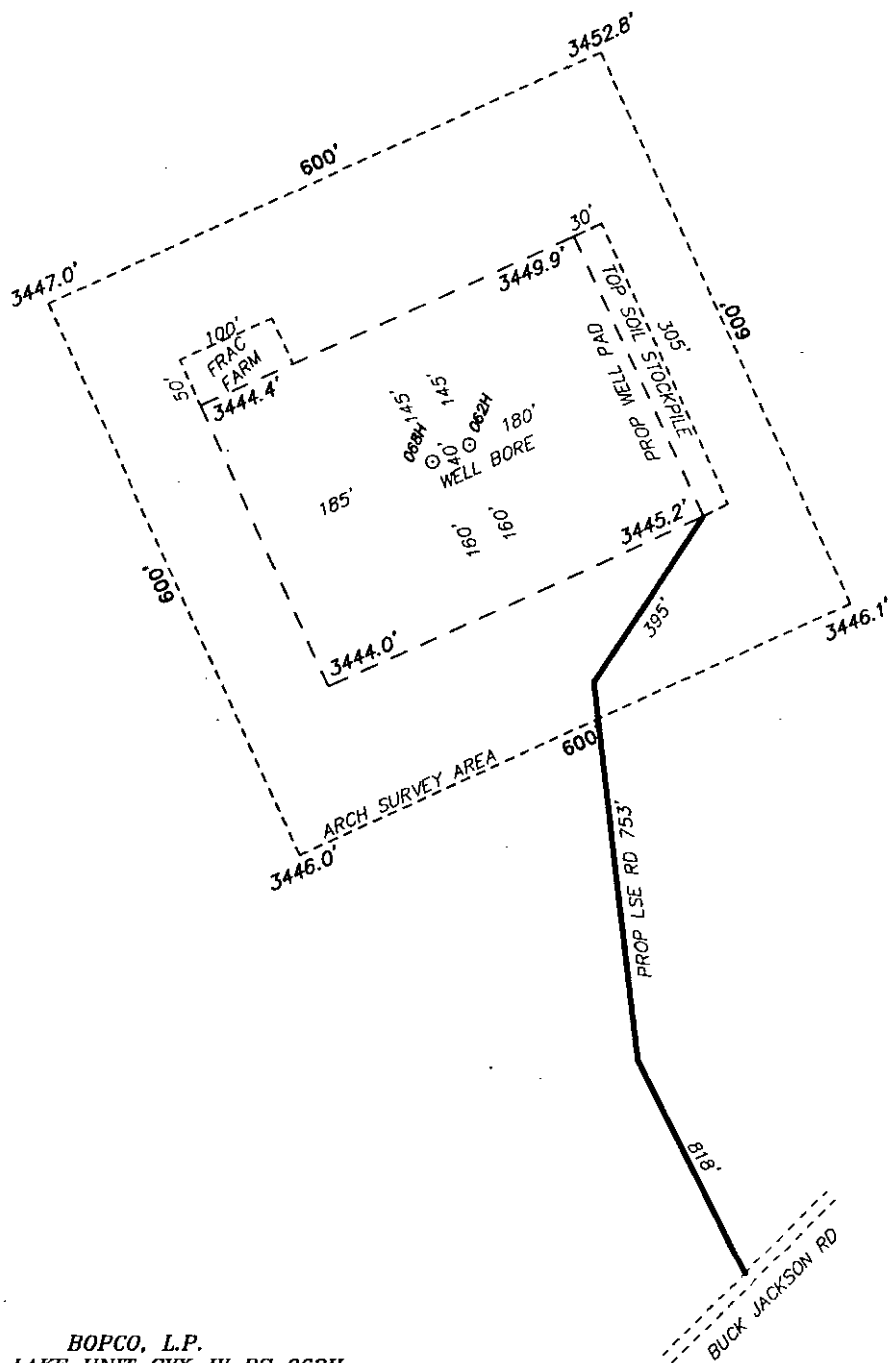 3452.8'
600'
3447.0'
30'
3449.9'
TOP SIOL STOCKPILE
305'
600'
PROP WELL PAD
100'
FRAC
FARM
50'
3444.4'
145'
145'
068H
062H
40'
180'
WELL BORE
185'
160'
160'
3445.2'
600'
395'
3446.1'
3444.0'
600
ARCH SURVEY AREA
3446.0'
PROP LSE RD 753'
818'
BUCK JACKSON RD
BOPCO, L.P.